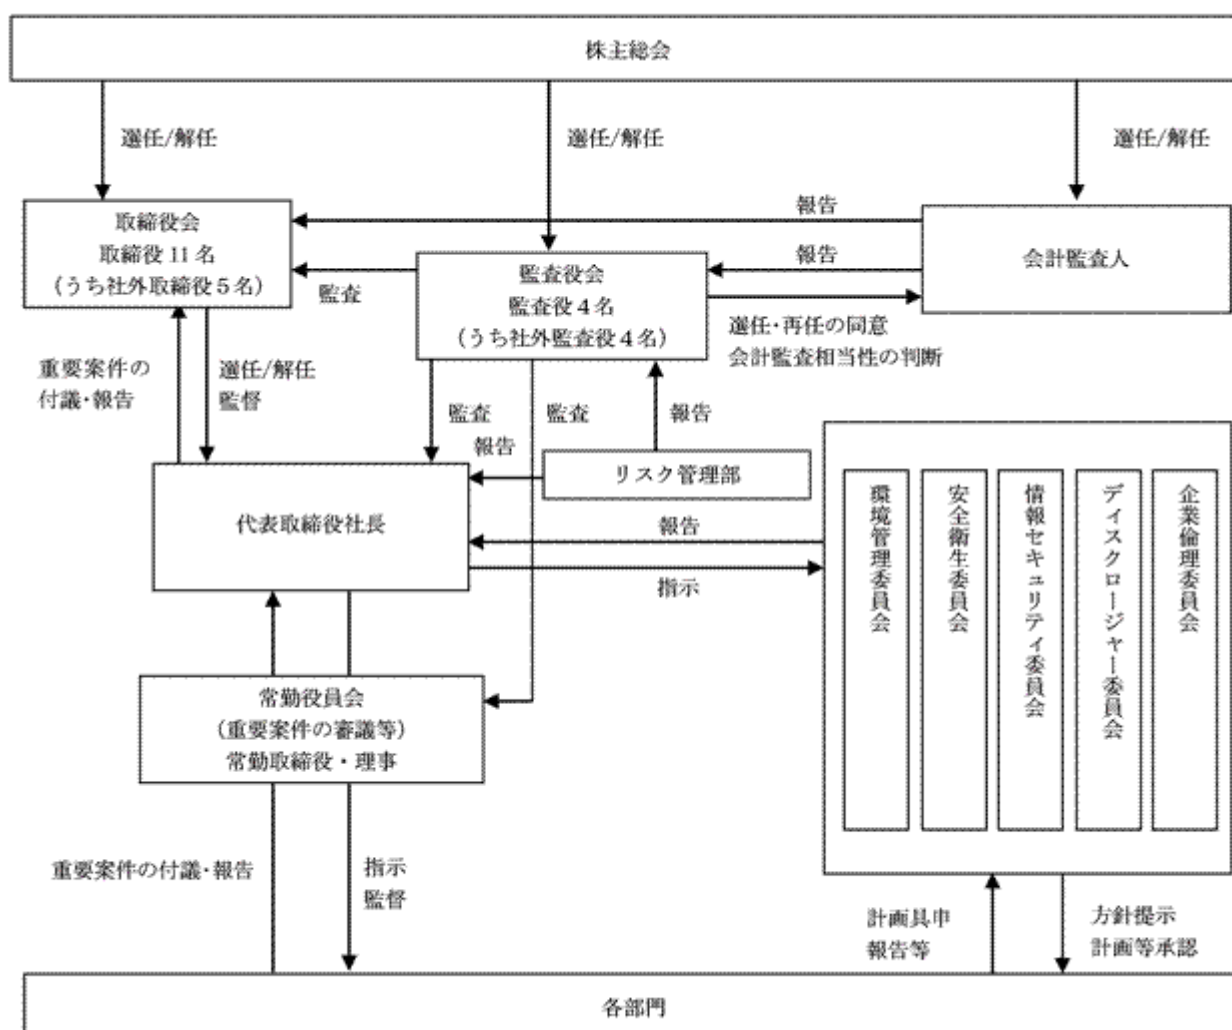 株主総会
選任/解任
選任/解任
選任/解任
取締役会
取締役 11 名
（うち社外取締役５名）
報告
会計監査人
監査
監査役会
監査役４名
（うち社外監査役４名）
報告
選任・再任の同意
会計監査相当性の判断
重要案件の
付議・報告
選任/解任
監督
監査
監査
報告
報告
リスク管理部
代表取締役社長
報告
指示
環境管理委員会
安全衛生委員会
情報セキュリティ委員会
ディスクロージャー委員会
企業倫理委員会
常勤役員会
（重要案件の審議等）
常勤取締役・理事
重要案件の付議・報告
指示
監督
計画具申
報告等
方針提示
計画等承認
各部門